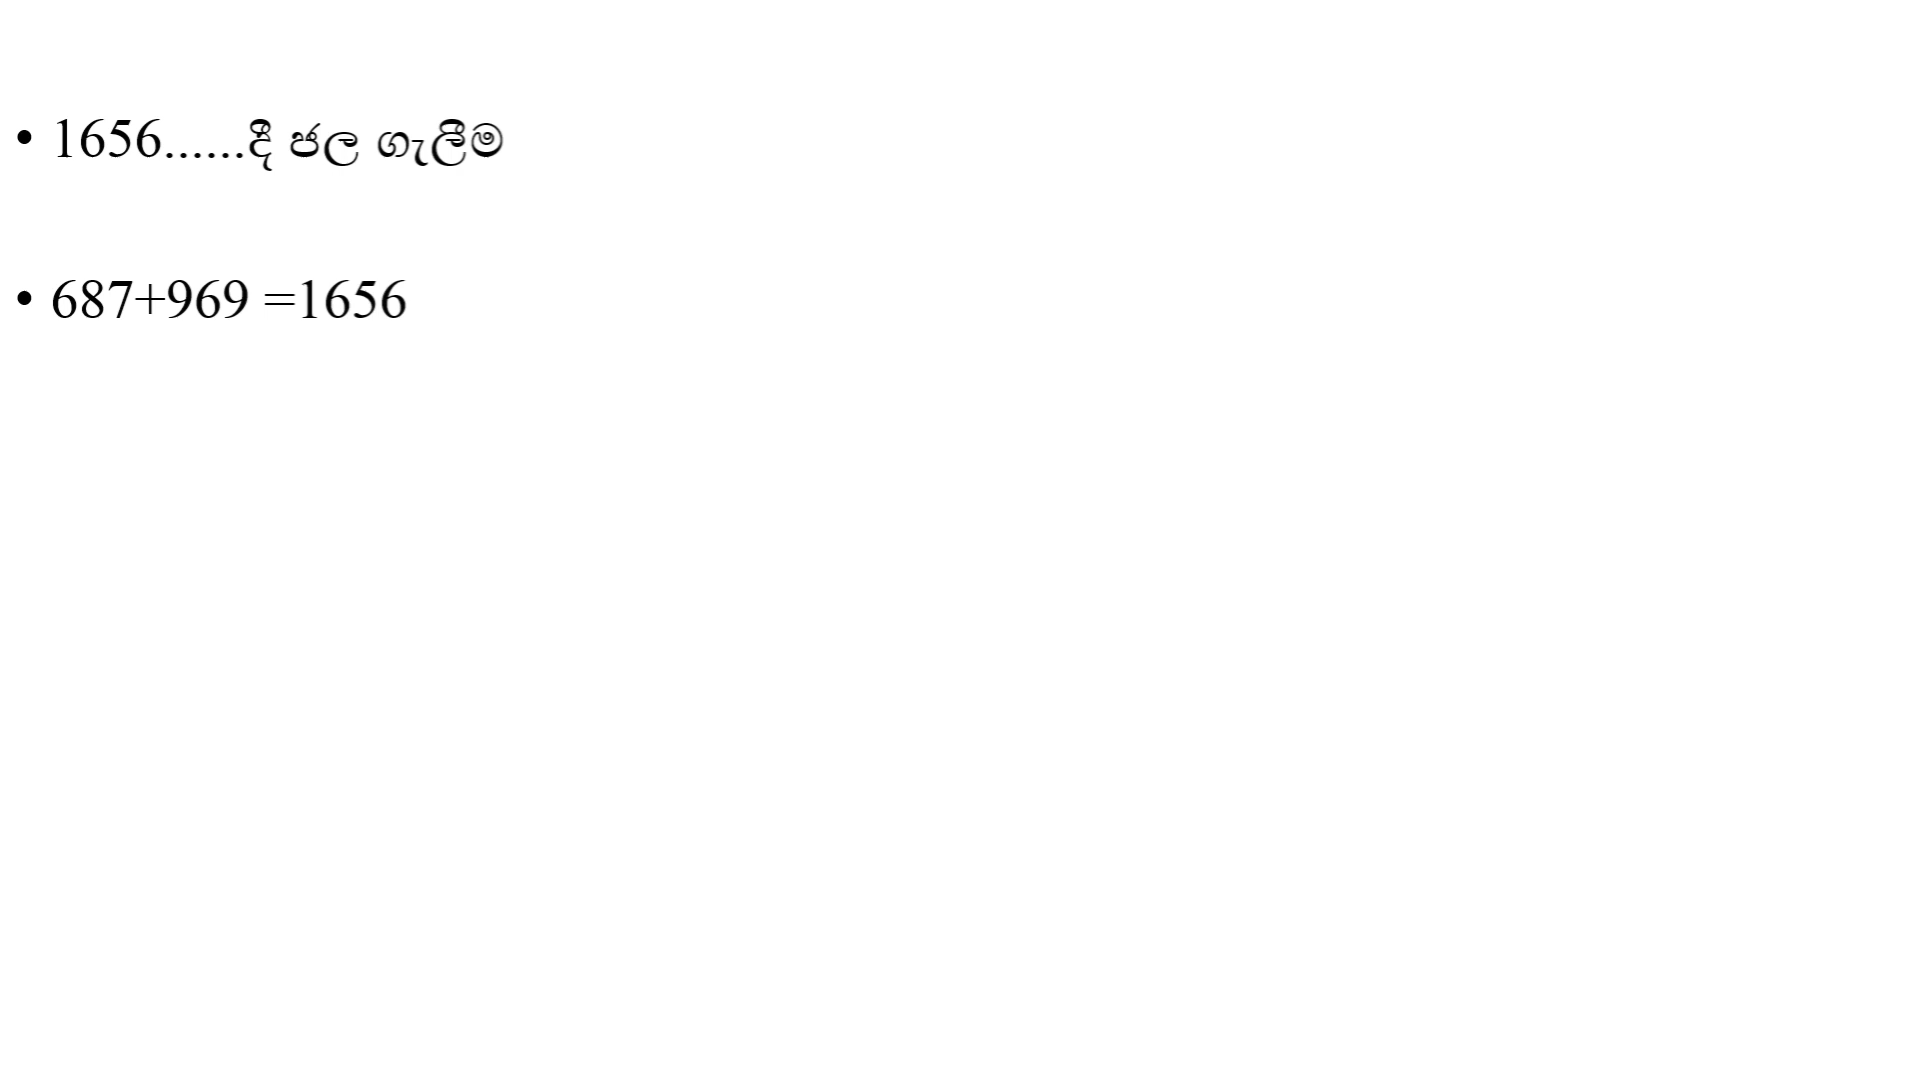 • 1656......දී ජල ගැලීම
• 687+969 =1656